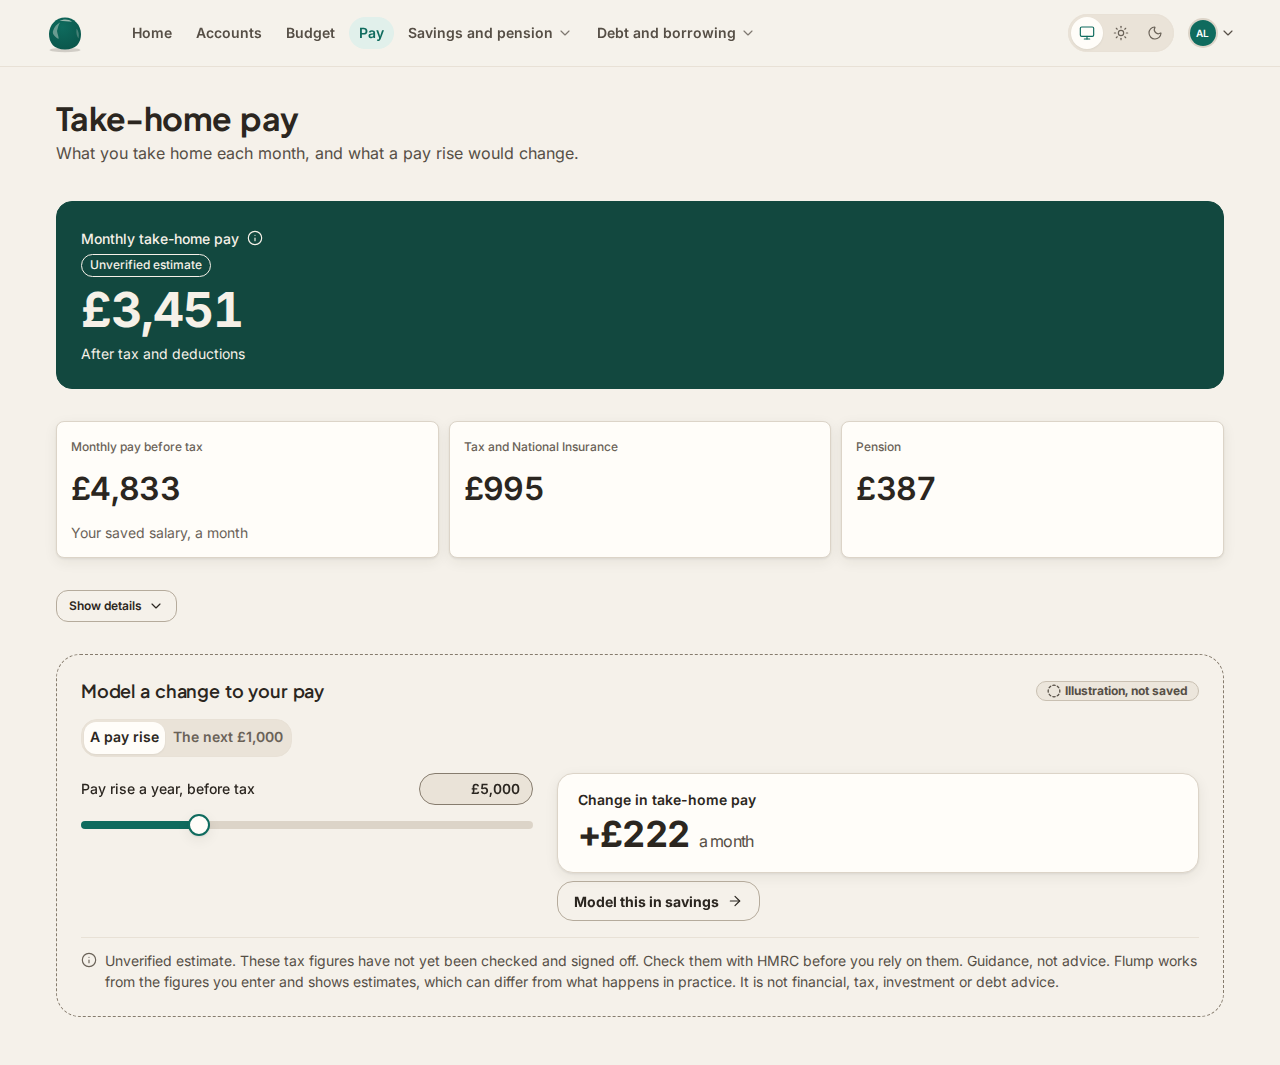 Home
Accounts
Budget
Pay
Savings and pension
Debt and borrowing
AL
Take-home pay
What you take home each month, and what a pay rise would change.
Monthly take-home pay
Unverified estimate
£3,451
After tax and deductions
Monthly pay before tax
£4,833
Your saved salary, a month
Tax and National Insurance
£995
Pension
£387
Show details
Model a change to your pay
Illustration, not saved
A pay rise
The next £1,000
Pay rise a year, before tax
£5,000
Change in take-home pay
+£222 a month
Model this in savings
Unverified estimate. These tax figures have not yet been checked and signed off. Check them with HMRC before you rely on them. Guidance, not advice. Flump works
from the figures you enter and shows estimates, which can differ from what happens in practice. It is not financial, tax, investment or debt advice.